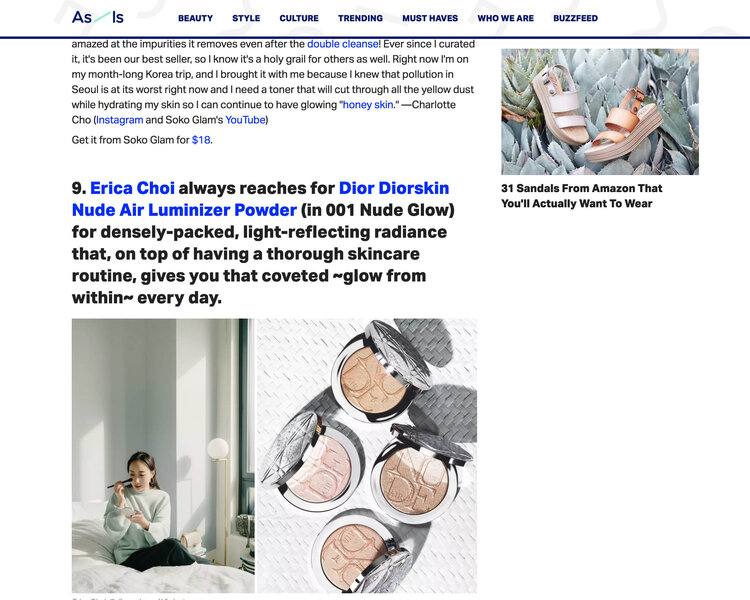 As/Is
BEAUTY STYLE CULTURE TRENDING MUST HAVES WHO WE ARE BUZZFEED
amazed at the impurities it removes even after the double cleanse! Ever since I curated
it, it's been our best seller, so I know it's a holy grail for others as well. Right now I'm on
my month-long Korea trip, and I brought it with me because I knew that pollution in
Seoul is at its worst right now and I need a toner that will cut through all the yellow dust
while hydrating my skin so I can continue to have glowing "honey skin." —Charlotte
Cho (Instagram and Soko Glam's YouTube)
Get it from Soko Glam for $18.
9. Erica Choi always reaches for Dior Diorskin
Nude Air Luminizer Powder (in 001 Nude Glow)
for densely-packed, light-reflecting radiance
that, on top of having a thorough skincare
routine, gives you that coveted ~glow from
within~ every day.
31 Sandals From Amazon That
You'll Actually Want To Wear